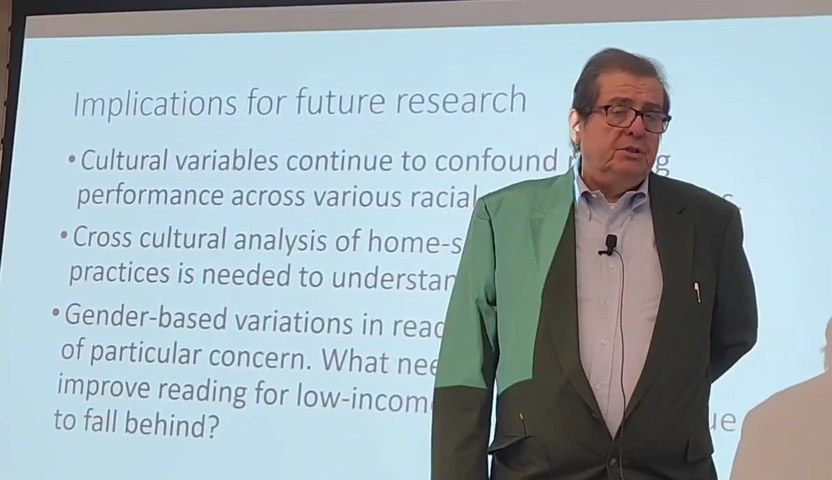 Implications for future research
• Cultural variables continue to confound
performance across various racial
• Cross cultural analysis of home-s
practices is needed to understan
• Gender-based variations in reac
of particular concern. What nee
improve reading for low-incom
to fall behind?